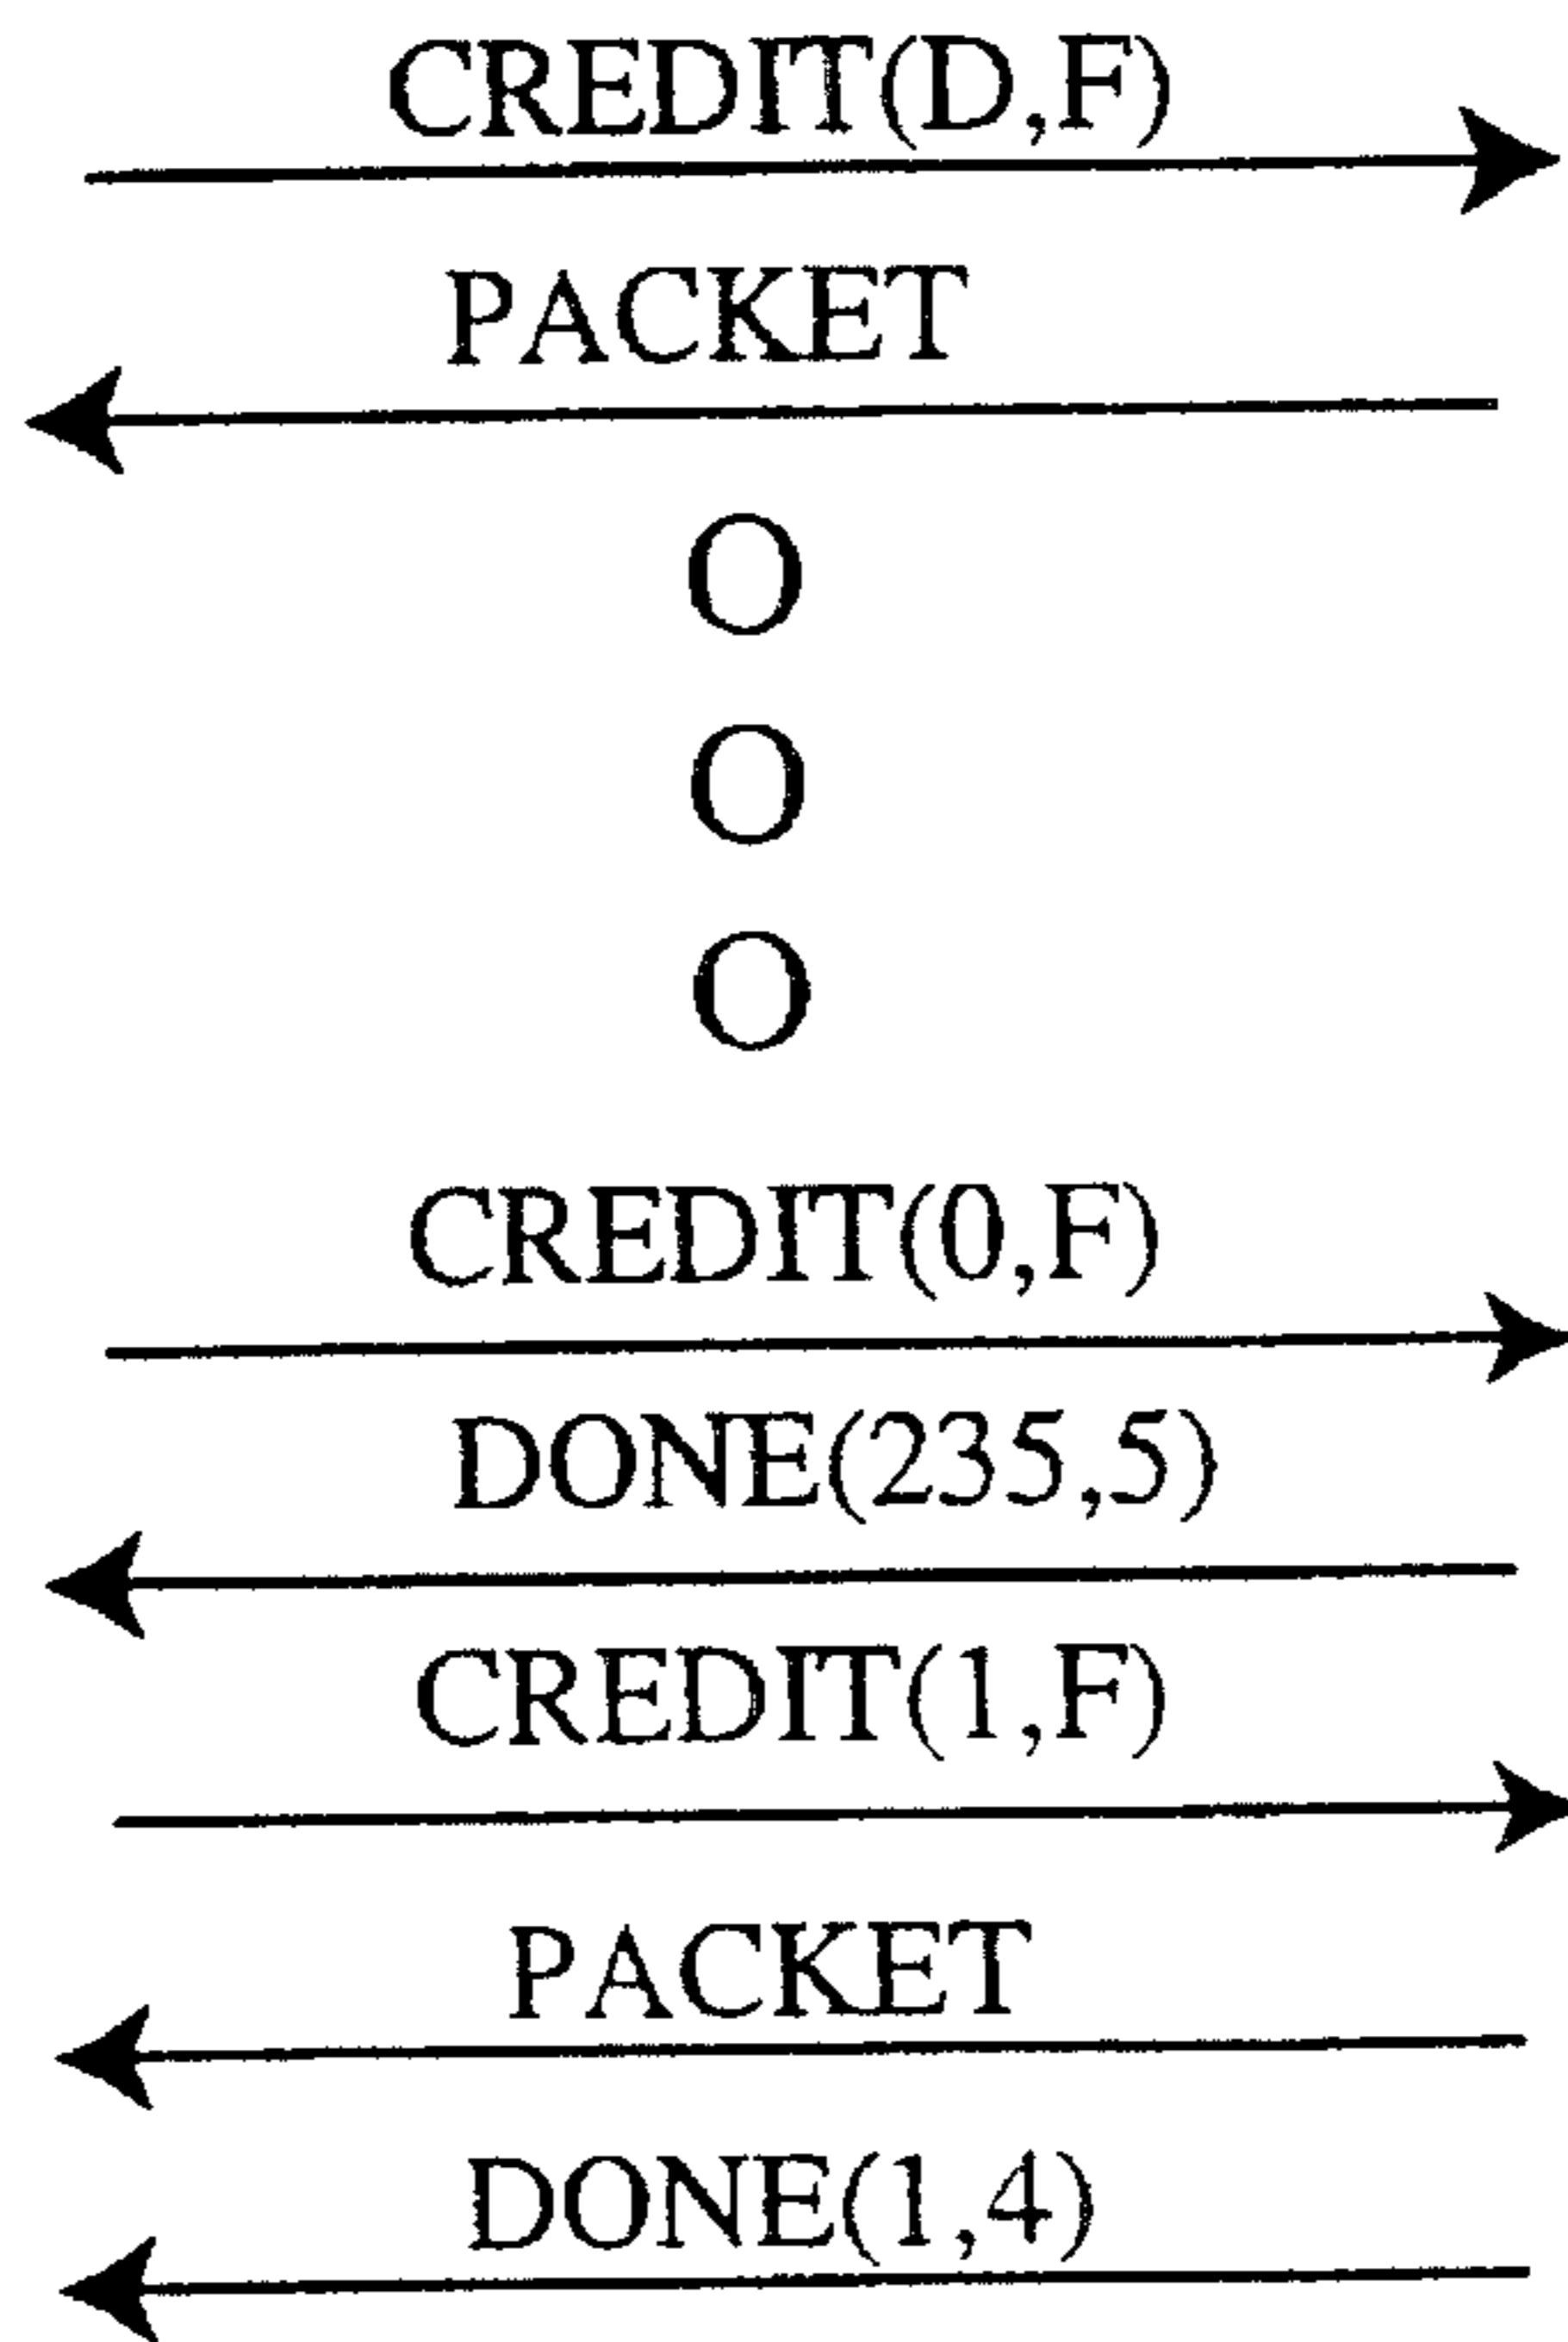 CREDIT(D,F)
PACKET
O
O
O
CREDIT(0,F)
DONE(235,5)
CREDIT(1,F)
PACKET
DONE(1,4)